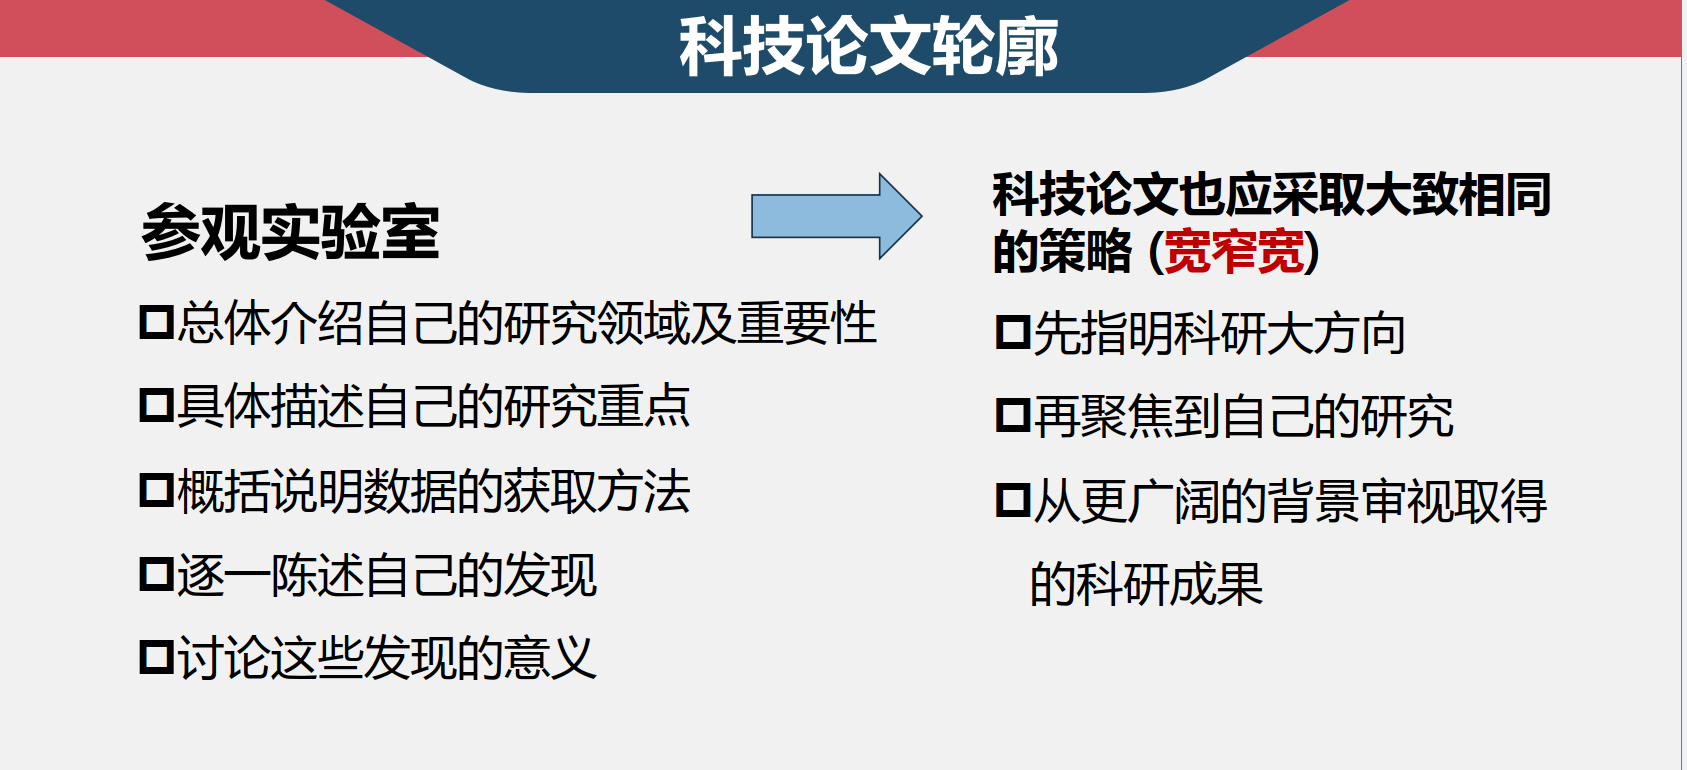 科技论文轮廓
参观实验室
总体介绍自己的研究领域及重要性
具体描述自己的研究重点
概括说明数据的获取方法
逐一陈述自己的发现
讨论这些发现的意义
科技论文也应采取大致相同
的策略 (宽窄宽)
先指明科研大方向
再聚焦到自己的研究
从更广阔的背景审视取得
的科研成果